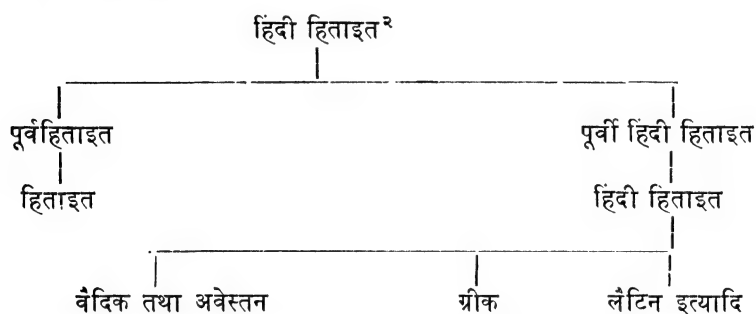 हिंदी हिताइत²
पूर्वहिताइत पूर्वी हिंदी हिताइत
हिताइत हिंदी हिताइत
वैदिक तथा अवेस्तन ग्रीक लैटिन इत्यादि